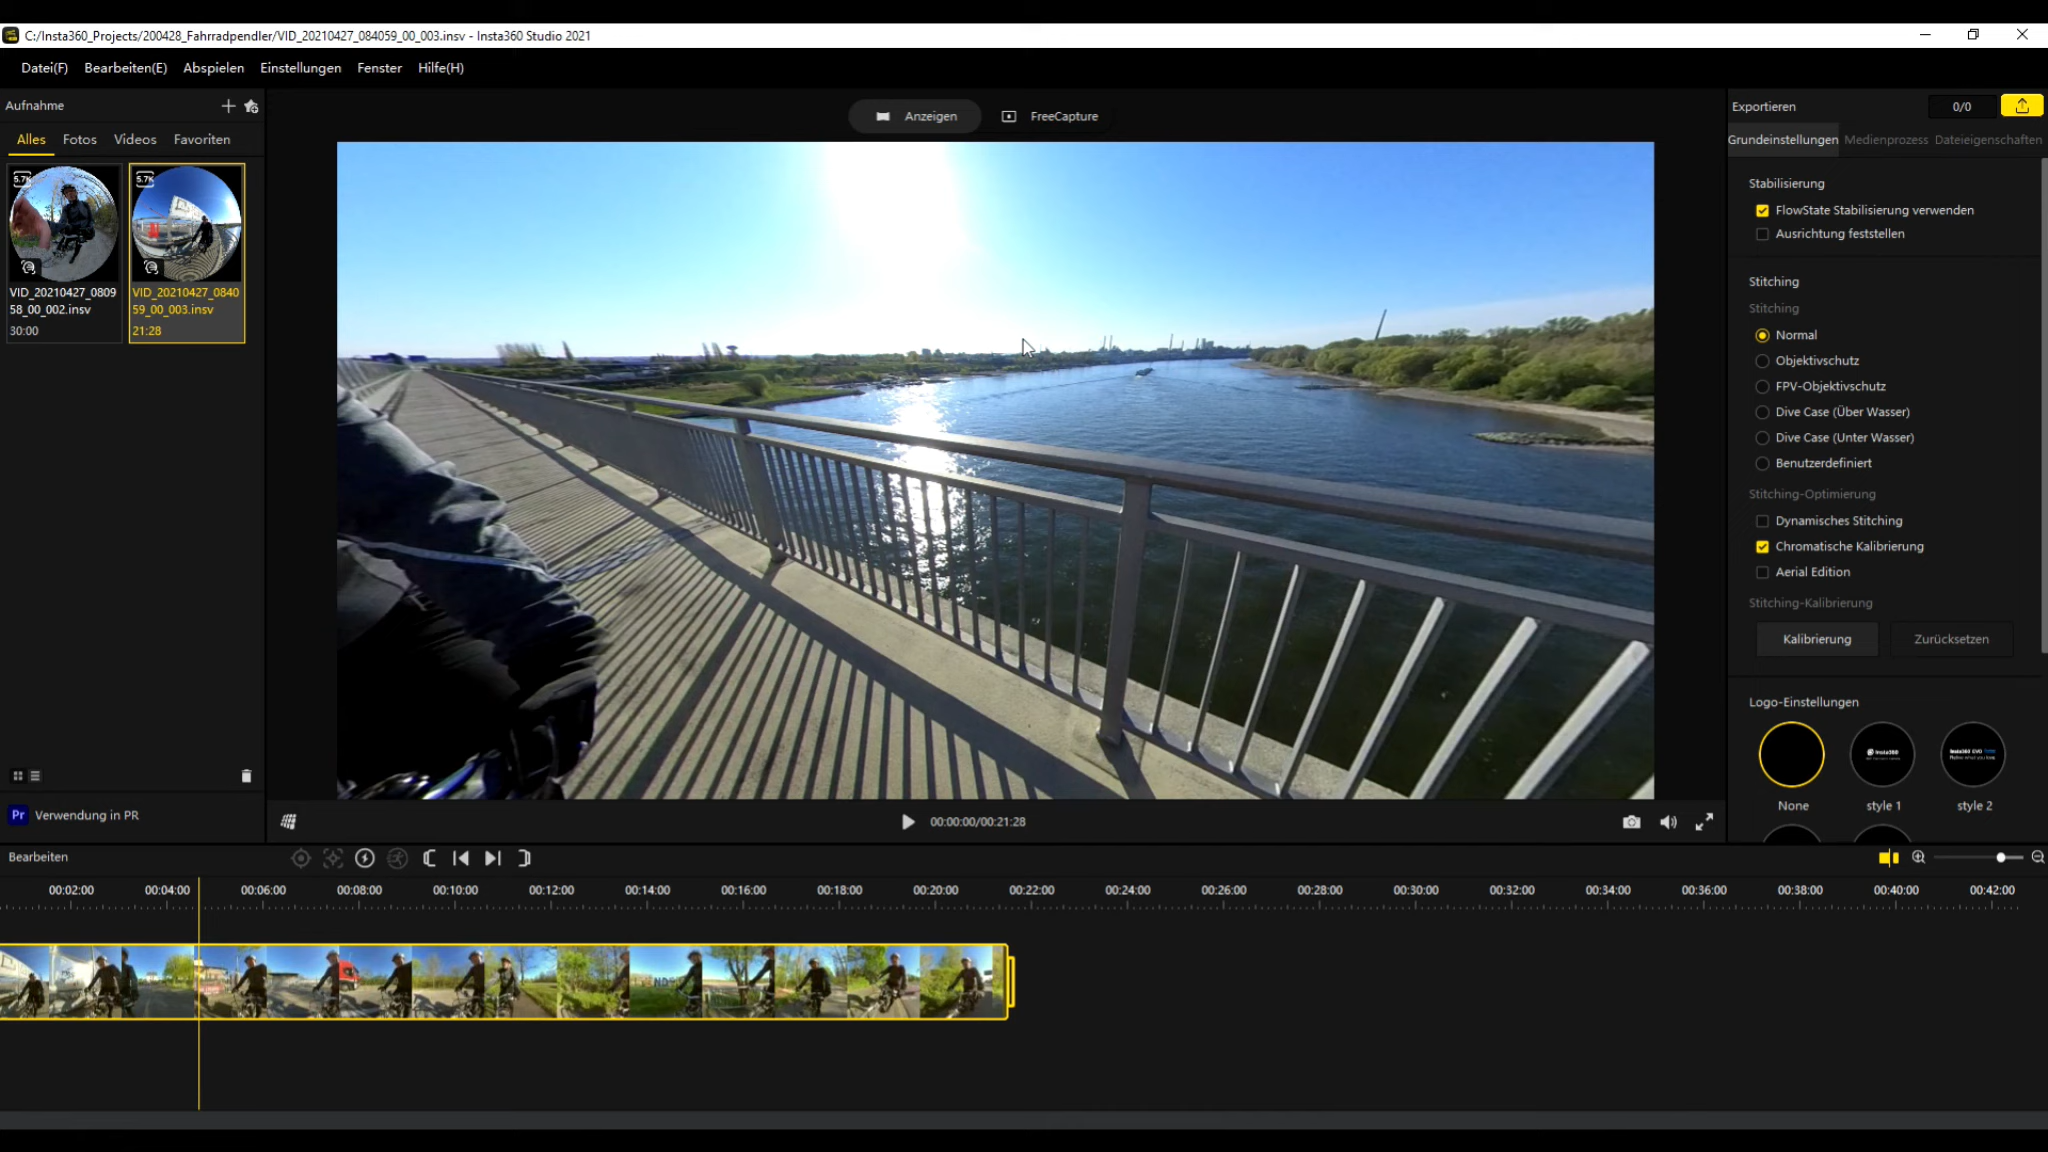 C:/Insta360_Projects/200428_Fahrradpendler/VID_20210427_084059_00_003.insv - Insta360 Studio 2021
Datei(F) Bearbeiten(E) Abspielen Einstellungen Fenster Hilfe(H)
Aufnahme
Alles Fotos Videos Favoriten
5.7K 5.7K
VID_20210427_0809
58_00_002.insv
30:00
VID_20210427_0840
59_00_003.insv
21:28
Pr Verwendung in PR
Anzeigen FreeCapture
00:00:00/00:21:28
Exportieren 0/0
Grundeinstellungen Medienprozess Dateieigenschaften
Stabilisierung
FlowState Stabilisierung verwenden
Ausrichtung feststellen
Stitching
Stitching
Normal
Objektivschutz
FPV-Objektivschutz
Dive Case (Über Wasser)
Dive Case (Unter Wasser)
Benutzerdefiniert
Stitching-Optimierung
Dynamisches Stitching
Chromatische Kalibrierung
Aerial Edition
Stitching-Kalibrierung
Kalibrierung Zurücksetzen
Logo-Einstellungen
Insta360
None style 1 style 2
Bearbeiten
00:02:00 00:04:00 00:06:00 00:08:00 00:10:00 00:12:00 00:14:00 00:16:00 00:18:00 00:20:00 00:22:00 00:24:00 00:26:00 00:28:00 00:30:00 00:32:00 00:34:00 00:36:00 00:38:00 00:40:00 00:42:00